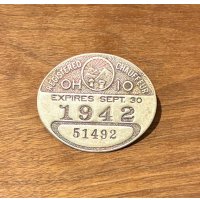 REGISTERED CHAUFFEUR
OHIO
EXPIRES SEPT. 30
1942
51492